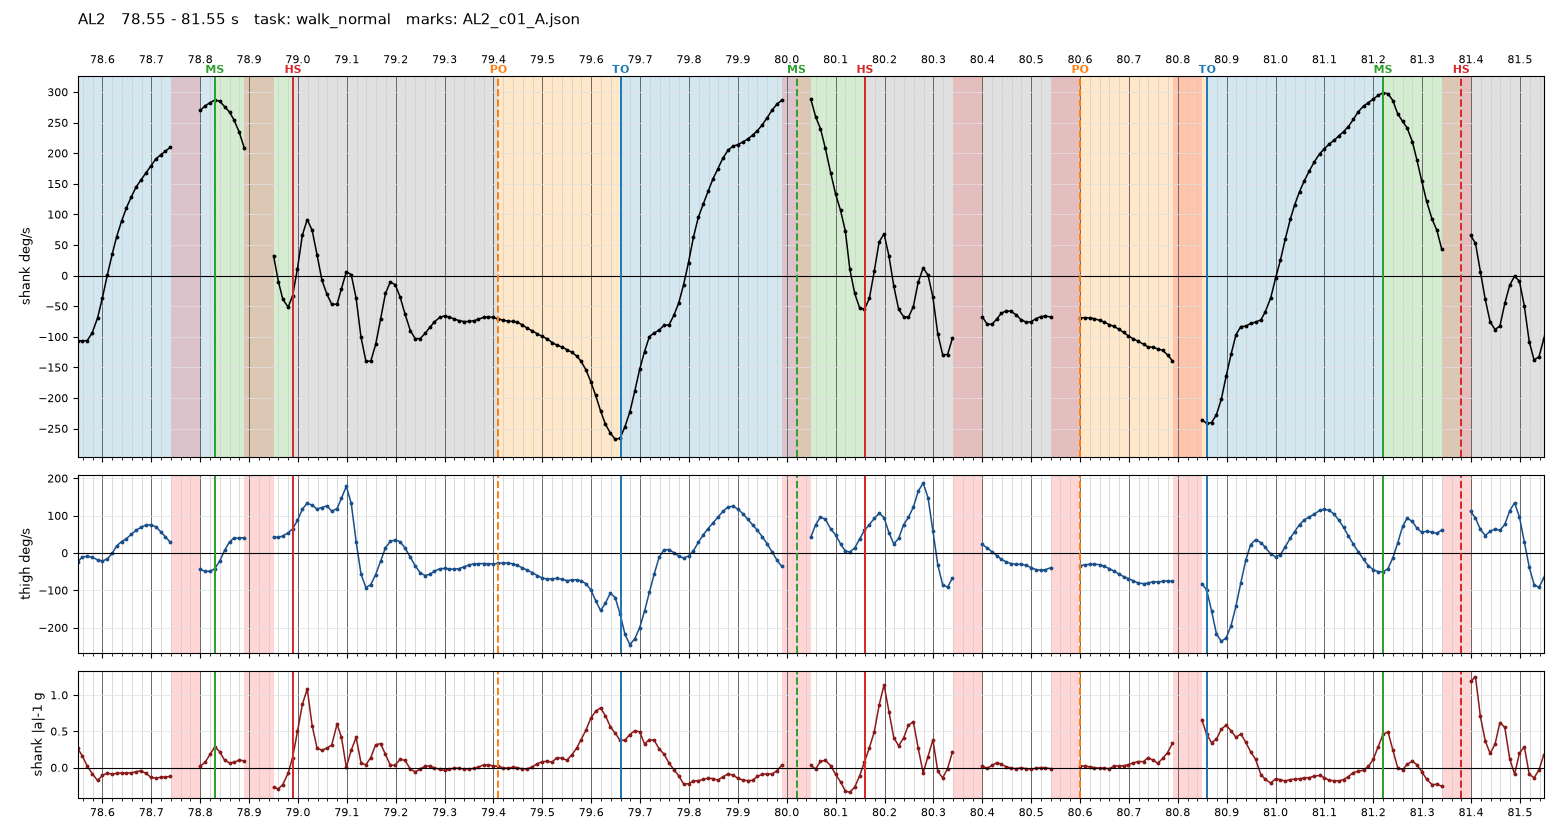 AL2 78.55 - 81.55 s task: walk_normal marks: AL2_c01_A.json
78.6 78.7 78.8 78.9 79.0 79.1 79.2 79.3 79.4 79.5 79.6 79.7 79.8 79.9 80.0 80.1 80.2 80.3 80.4 80.5 80.6 80.7 80.8 80.9 81.0 81.1 81.2 81.3 81.4 81.5
MS HS PO TO MS HS PO TO MS HS
shank deg/s
300
250
200
150
100
50
0
−50
−100
−150
−200
−250
thigh deg/s
200
100
0
−100
−200
shank |a|-1 g
1.0
0.5
0.0
78.6 78.7 78.8 78.9 79.0 79.1 79.2 79.3 79.4 79.5 79.6 79.7 79.8 79.9 80.0 80.1 80.2 80.3 80.4 80.5 80.6 80.7 80.8 80.9 81.0 81.1 81.2 81.3 81.4 81.5